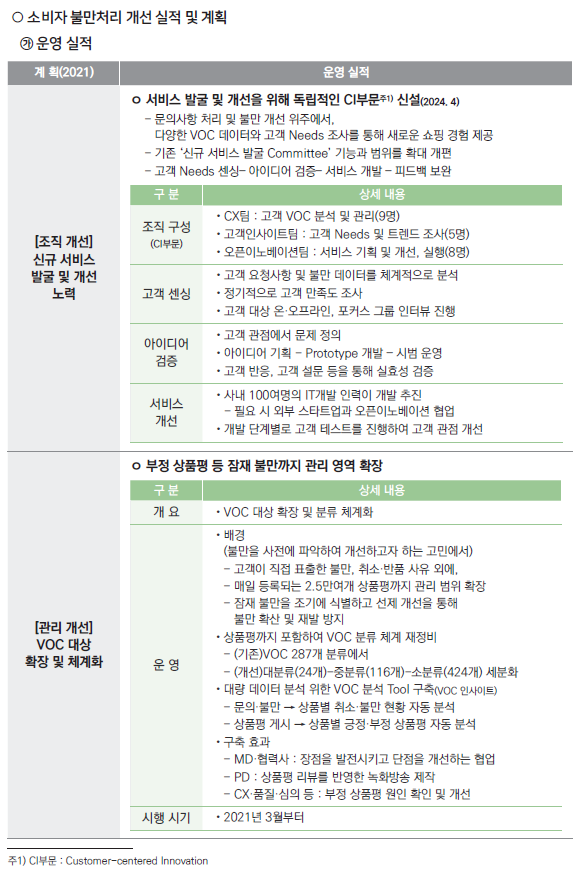 ○ 소비자 불만처리 개선 실적 및 계획
㉮ 운영 실적
계 획(2021)
운영 실적
[조직 개선]
신규 서비스
발굴 및 개선
노력
ㅇ 서비스 발굴 및 개선을 위해 독립적인 CI부문주1) 신설(2024. 4)
– 문의사항 처리 및 불만 개선 위주에서,
다양한 VOC 데이터와 고객 Needs 조사를 통해 새로운 쇼핑 경험 제공
– 기존 ‘신규 서비스 발굴 Committee’ 기능과 범위를 확대 개편
– 고객 Needs 센싱– 아이디어 검증– 서비스 개발 – 피드백 보완
구 분
상세 내용
조직 구성
(CI부문)
• CX팀 : 고객 VOC 분석 및 관리(9명)
• 고객인사이트팀 : 고객 Needs 및 트렌드 조사(5명)
• 오픈이노베이션팀 : 서비스 기획 및 개선, 실행(8명)
고객 센싱
• 고객 요청사항 및 불만 데이터를 체계적으로 분석
• 정기적으로 고객 만족도 조사
• 고객 대상 온·오프라인, 포커스 그룹 인터뷰 진행
아이디어
검증
• 고객 관점에서 문제 정의
• 아이디어 기획 – Prototype 개발 – 시범 운영
• 고객 반응, 고객 설문 등을 통해 실효성 검증
서비스
개선
• 사내 100여명의 IT개발 인력이 개발 추진
– 필요 시 외부 스타트업과 오픈이노베이션 협업
• 개발 단계별로 고객 테스트를 진행하여 고객 관점 개선
[관리 개선]
VOC 대상
확장 및 체계화
ㅇ 부정 상품평 등 잠재 불만까지 관리 영역 확장
구 분
상세 내용
개 요
• VOC 대상 확장 및 분류 체계화
운 영
• 배경
(불만을 사전에 파악하여 개선하고자 하는 고민에서)
– 고객이 직접 표출한 불만, 취소·반품 사유 외에,
– 매일 등록되는 2.5만여개 상품평까지 관리 범위 확장
– 잠재 불만을 조기에 식별하고 선제 개선을 통해
불만 확산 및 재발 방지
• 상품평까지 포함하여 VOC 분류 체계 재정비
– (기존)VOC 287개 분류에서
– (개선)대분류(24개)–중분류(116개)–소분류(424개) 세분화
• 대량 데이터 분석 위한 VOC 분석 Tool 구축(VOC 인사이트)
– 문의·불만 → 상품별 취소·불만 현황 자동 분석
– 상품평 게시 → 상품별 긍정·부정 상품평 자동 분석
• 구축 효과
– MD·협력사 : 장점을 발전시키고 단점을 개선하는 협업
– PD : 상품평 리뷰를 반영한 녹화방송 제작
– CX·품질·심의 등 : 부정 상품평 원인 확인 및 개선
시행 시기
• 2021년 3월부터
주1) CI부문 : Customer-centered Innovation